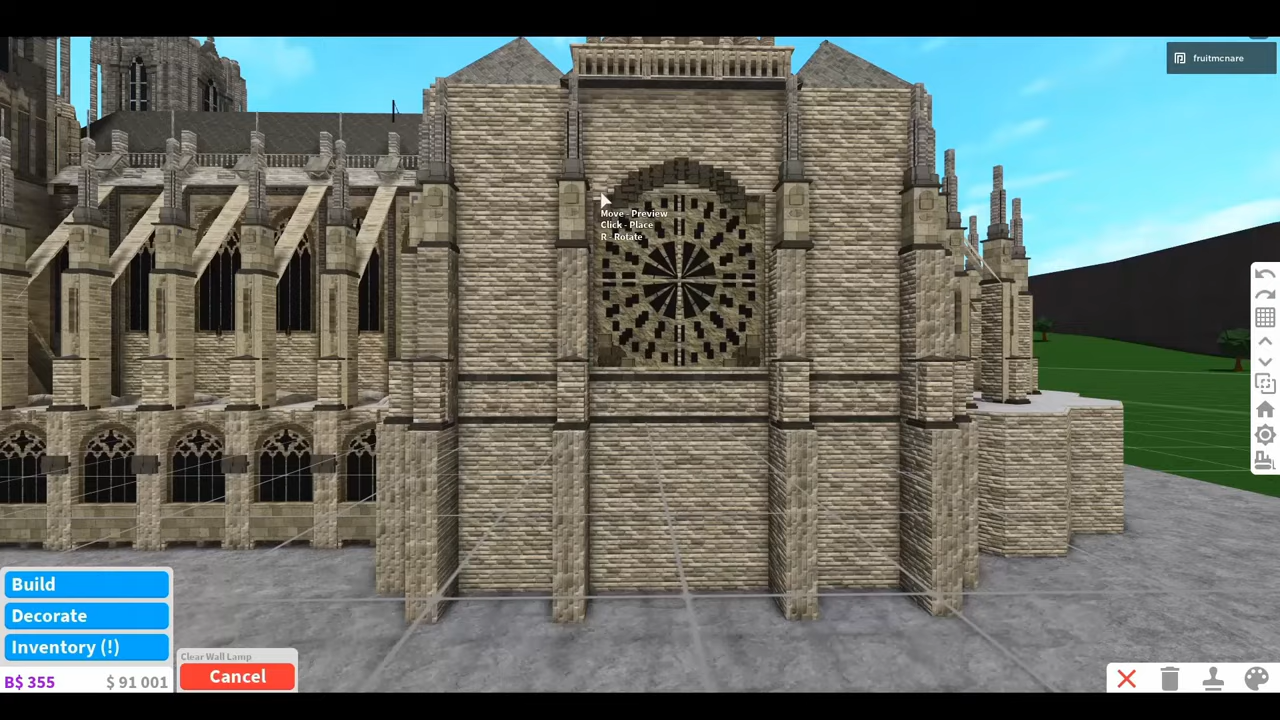 fruitmcnare
Move - Preview
Click - Place
R - Rotate
Build
Decorate
Inventory (!)
Clear Wall Lamp
B$ 355
$ 91 001
Cancel